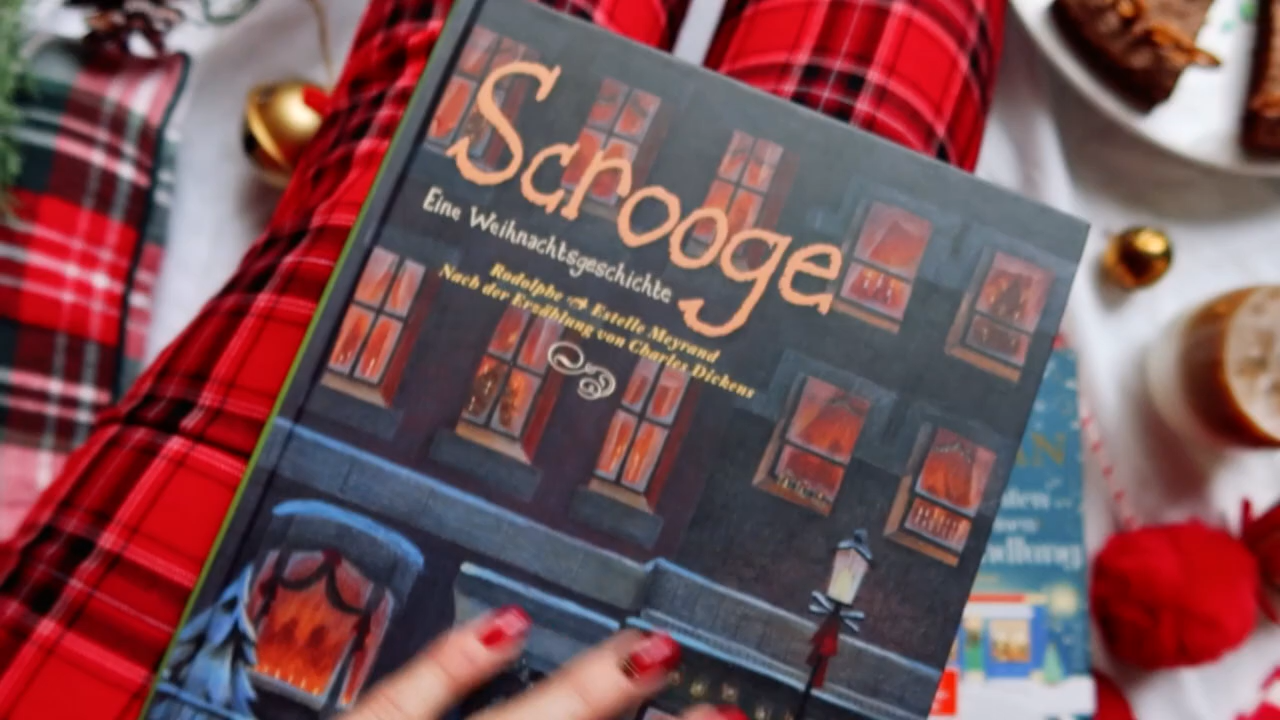 Scrooge
Eine Weihnachtsgeschichte
Rodolphe & Estelle Meyrand
Nach der Erzählung von Charles Dickens